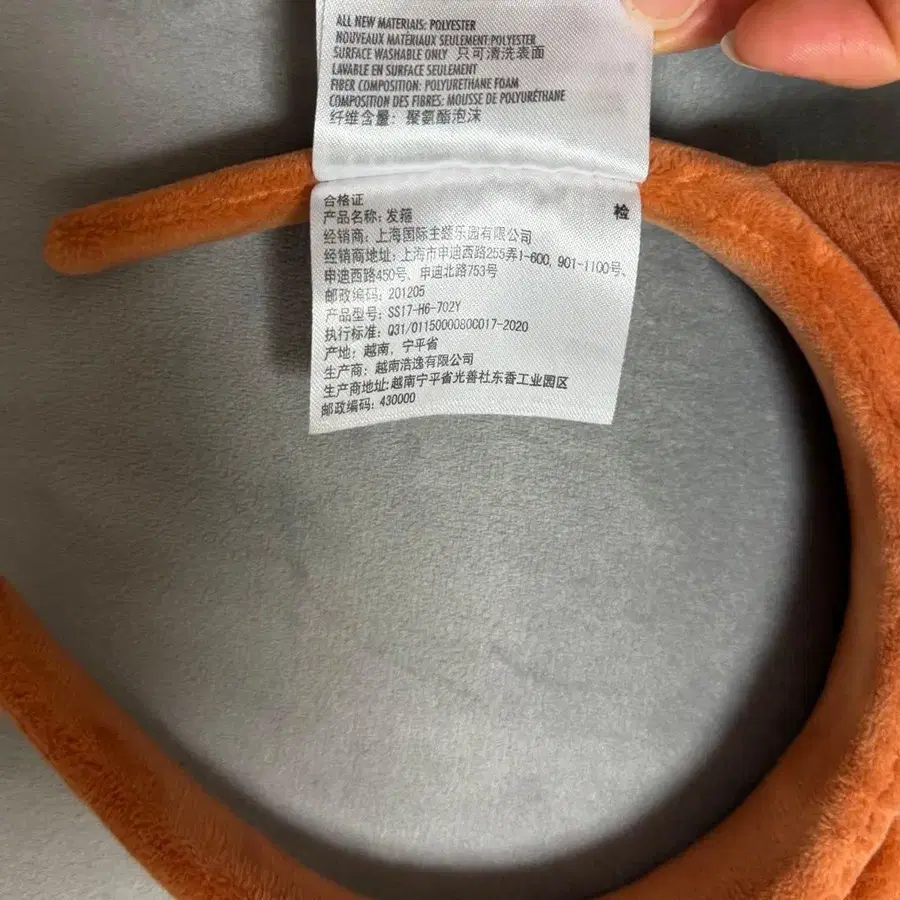 ALL NEW MATERIALS: POLYESTER
NOUVEAUX MATÉRIAUX SEULEMENT:POLYESTER
SURFACE WASHABLE ONLY 只可清洗表面
LAVABLE EN SURFACE SEULEMENT
FIBER COMPOSITION: POLYURETHANE FOAM
COMPOSITION DES FIBRES: MOUSSE DE POLYURÉTHANE
纤维含量：聚氨酯泡沫
合格证
检
产品名称：发箍
经销商：上海国际主题乐园有限公司
经销商地址：上海市申迪西路255弄1-600, 901-1100号、
申迪西路450号、申迪北路753号
邮政编码：201205
产品型号：SS17-H6-702Y
执行标准：Q31/0115000080C017-2020
产地：越南，宁平省
生产商：越南浩逸有限公司
生产商地址:越南宁平省光善社东香工业园区
邮政编码：430000